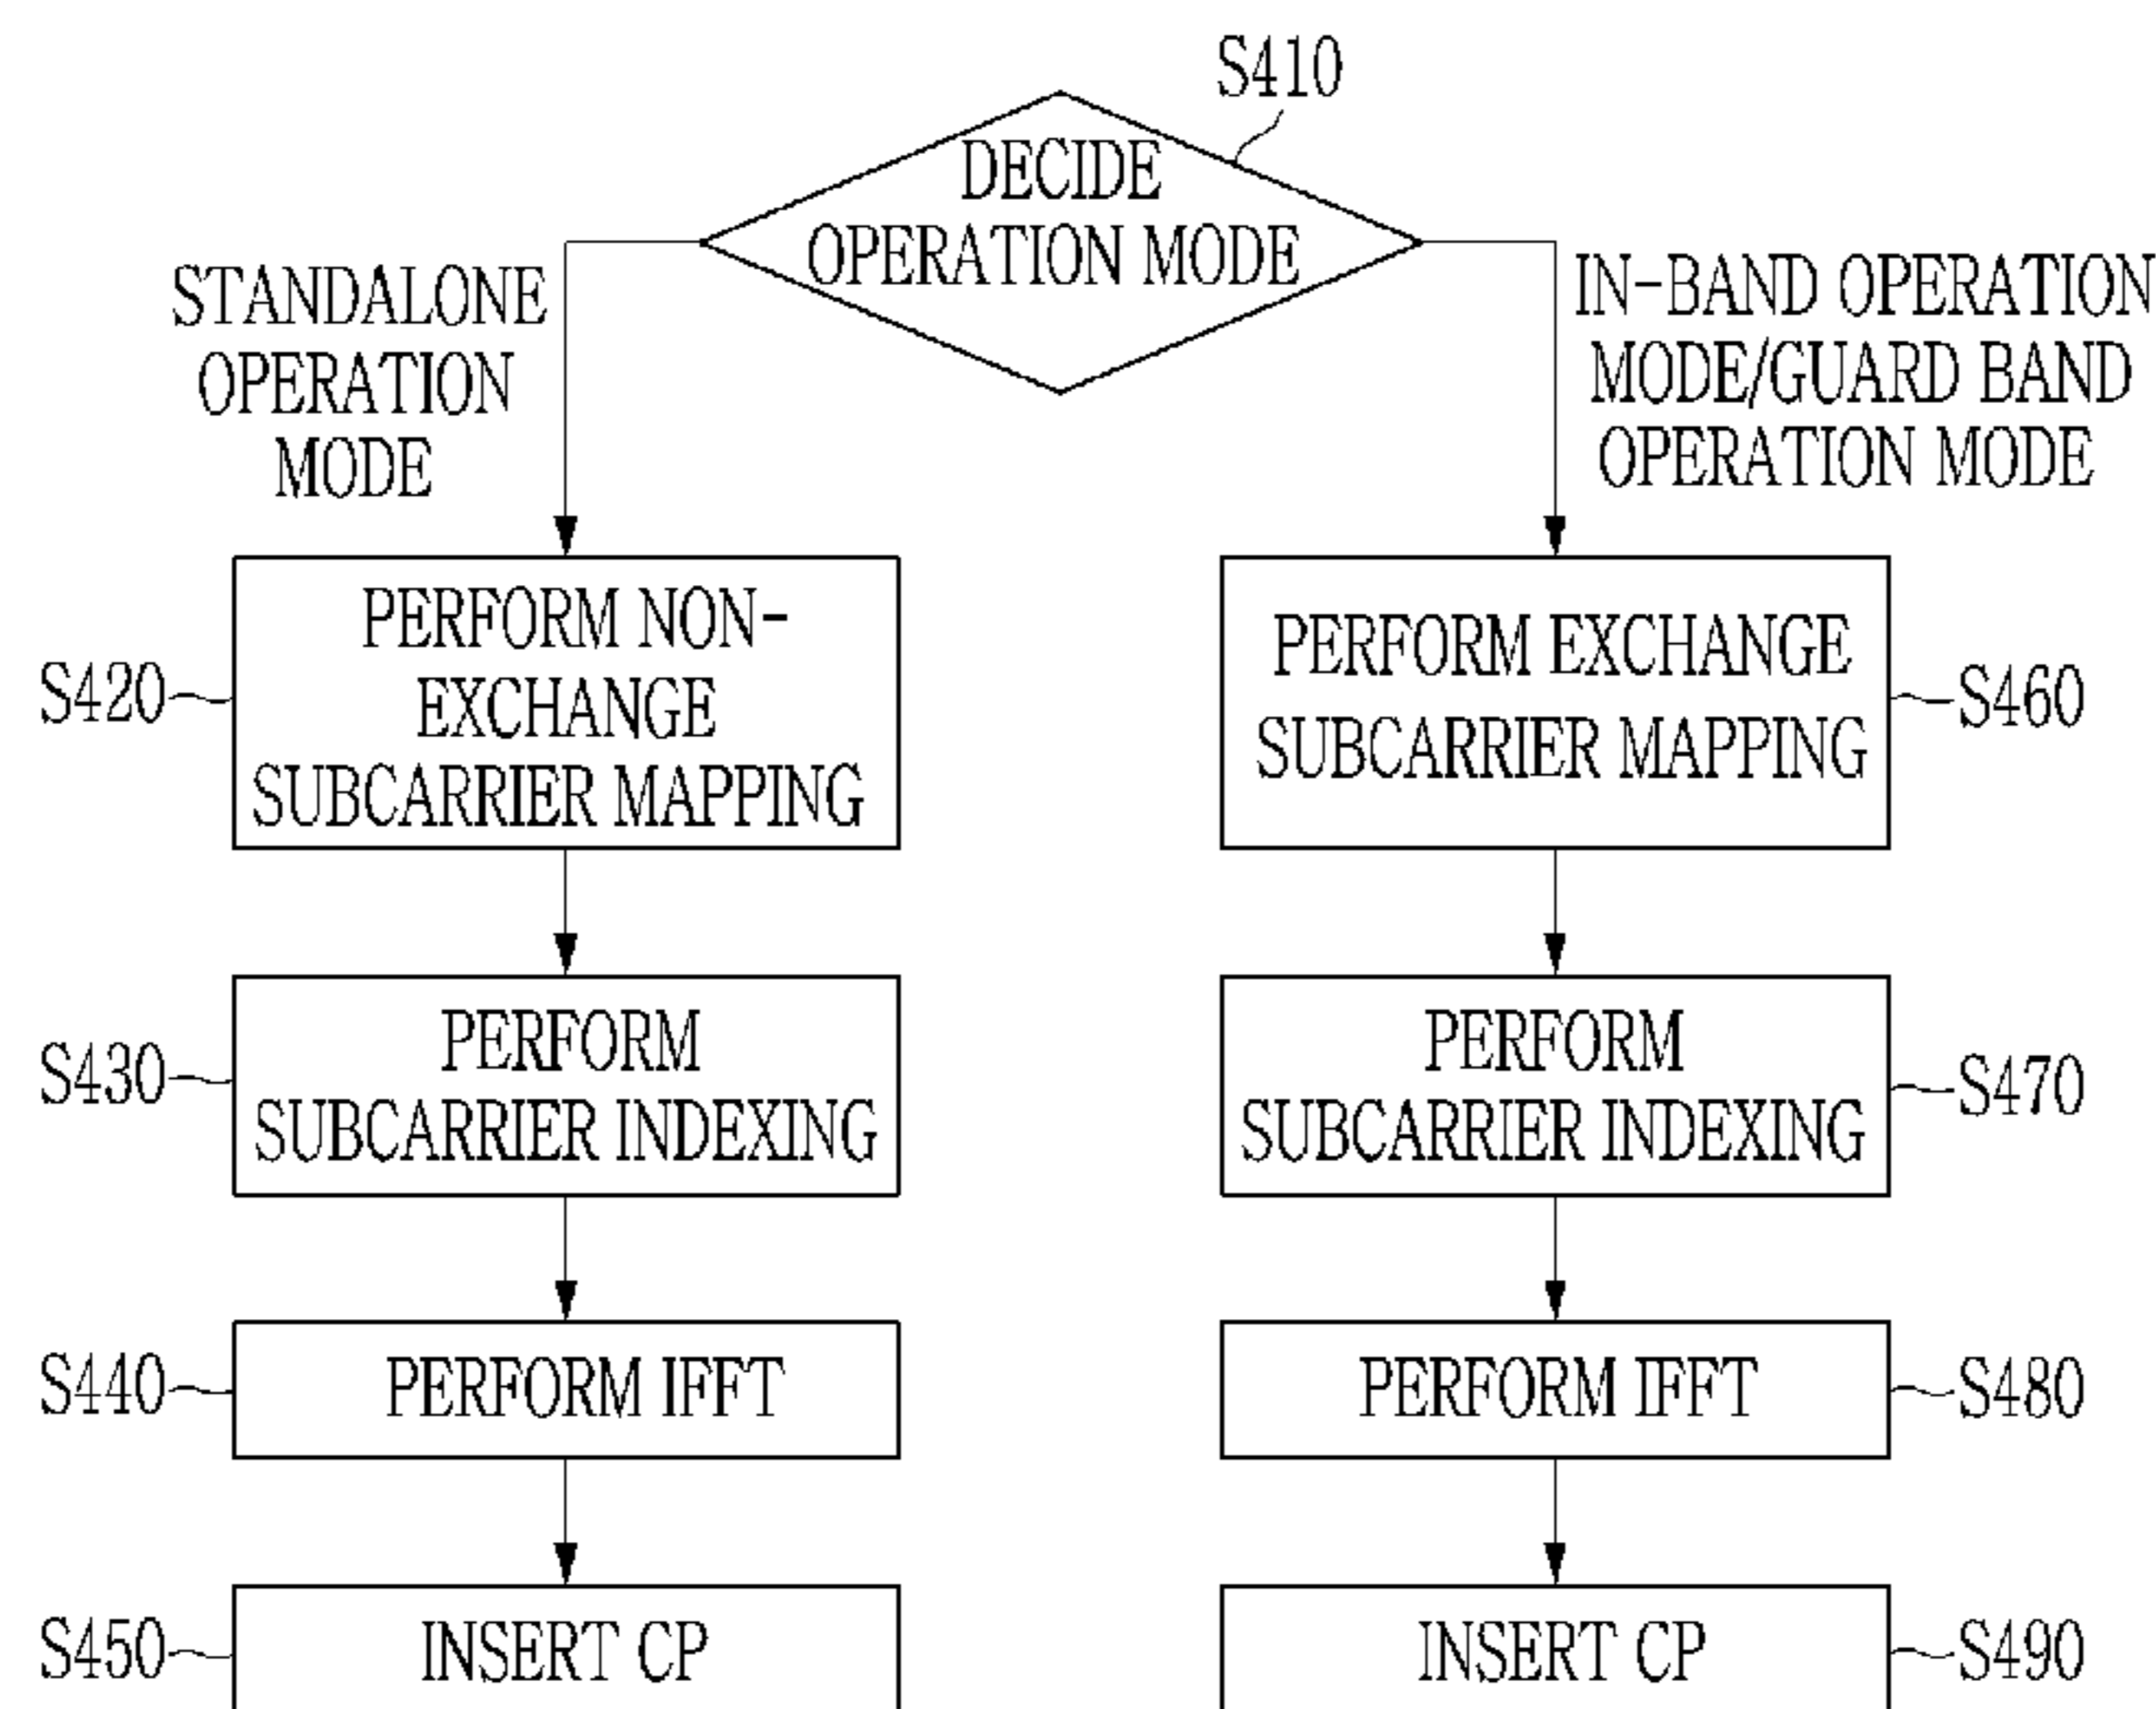 S410
DECIDE
OPERATION MODE
STANDALONE
OPERATION
MODE
IN-BAND OPERATION
MODE/GUARD BAND
OPERATION MODE
S420
PERFORM NON-
EXCHANGE
SUBCARRIER MAPPING
PERFORM EXCHANGE
SUBCARRIER MAPPING
S460
S430
PERFORM
SUBCARRIER INDEXING
PERFORM
SUBCARRIER INDEXING
S470
S440
PERFORM IFFT
PERFORM IFFT
S480
S450
INSERT CP
INSERT CP
S490